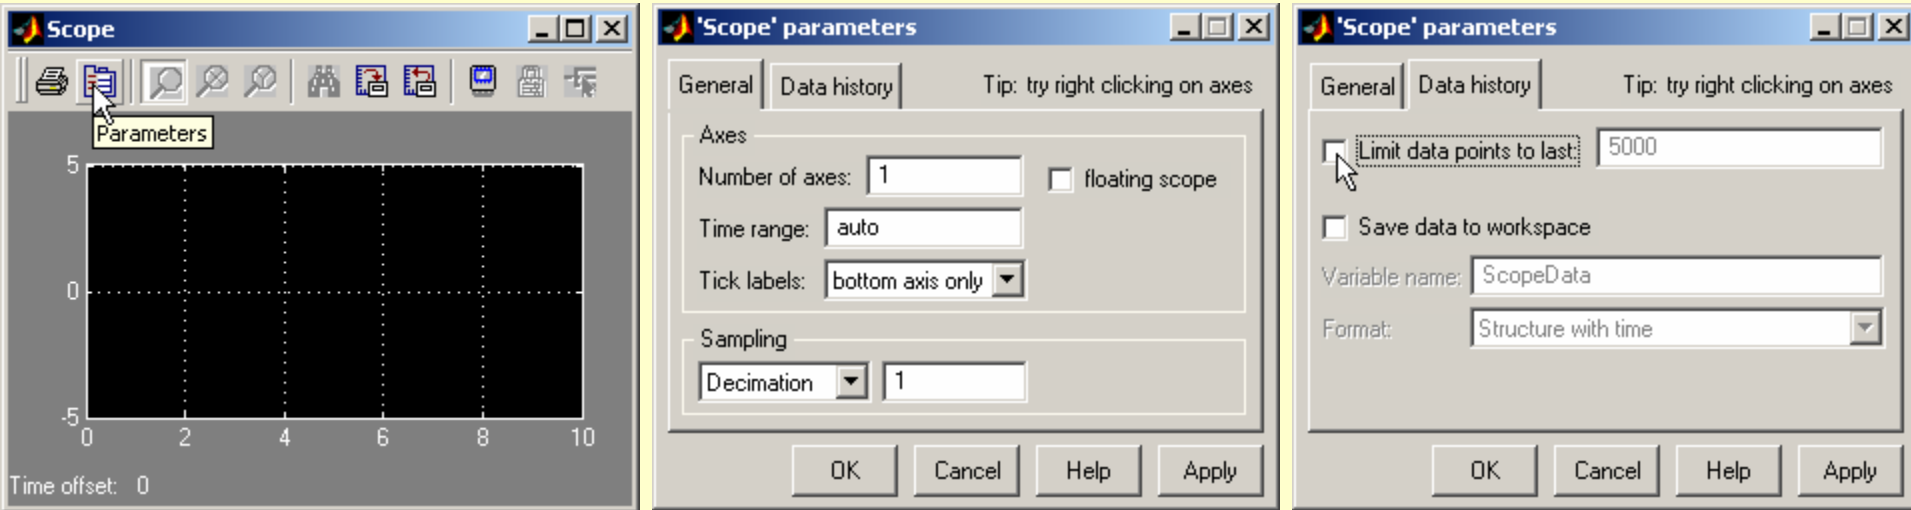 Scope
Parameters
5
0
-5
0 2 4 6 8 10
Time offset: 0
'Scope' parameters
General Data history Tip: try right clicking on axes
Axes
Number of axes: 1 floating scope
Time range: auto
Tick labels: bottom axis only
Sampling
Decimation 1
OK Cancel Help Apply
'Scope' parameters
General Data history Tip: try right clicking on axes
Limit data points to last: 5000
Save data to workspace
Variable name: ScopeData
Format: Structure with time
OK Cancel Help Apply